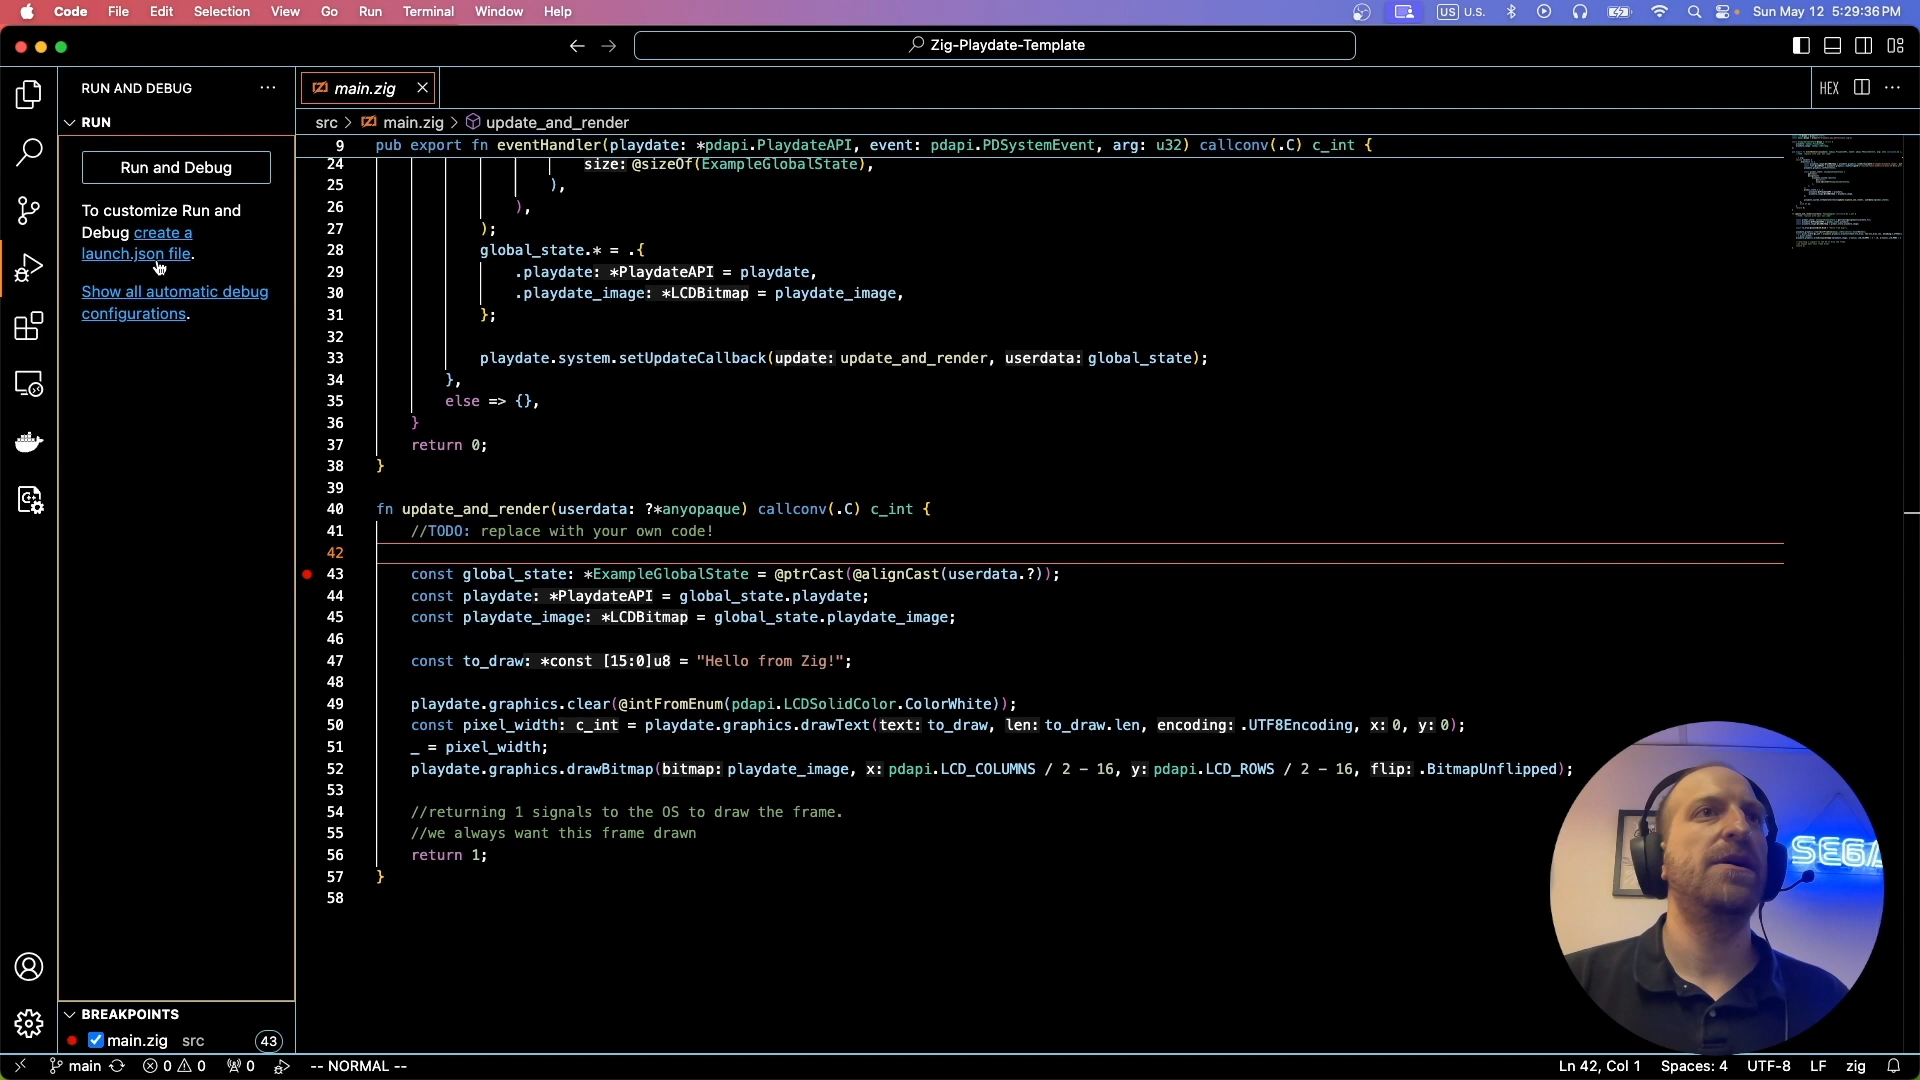 Code File Edit Selection View Go Run Terminal Window Help US U.S. Sun May 12 5:29:36 PM
Zig-Playdate-Template
RUN AND DEBUG
RUN
Run and Debug
To customize Run and
Debug create a
launch.json file.
Show all automatic debug
configurations.
main.zig
HEX
src > main.zig > update_and_render
9 pub export fn eventHandler(playdate: *pdapi.PlaydateAPI, event: pdapi.PDSystemEvent, arg: u32) callconv(.C) c_int {
24 size: @sizeOf(ExampleGlobalState),
25 ),
26 ),
27 );
28 global_state.* = .{
29 .playdate: *PlaydateAPI = playdate,
30 .playdate_image: *LCDBitmap = playdate_image,
31 };
32
33 playdate.system.setUpdateCallback(update: update_and_render, userdata: global_state);
34 },
35 else => {},
36 }
37 return 0;
38 }
39
40 fn update_and_render(userdata: ?*anyopaque) callconv(.C) c_int {
41 //TODO: replace with your own code!
42
43 const global_state: *ExampleGlobalState = @ptrCast(@alignCast(userdata.?));
44 const playdate: *PlaydateAPI = global_state.playdate;
45 const playdate_image: *LCDBitmap = global_state.playdate_image;
46
47 const to_draw: *const [15:0]u8 = "Hello from Zig!";
48
49 playdate.graphics.clear(@intFromEnum(pdapi.LCDSolidColor.ColorWhite));
50 const pixel_width: c_int = playdate.graphics.drawText(text: to_draw, len: to_draw.len, encoding: .UTF8Encoding, x: 0, y: 0);
51 _ = pixel_width;
52 playdate.graphics.drawBitmap(bitmap: playdate_image, x: pdapi.LCD_COLUMNS / 2 - 16, y: pdapi.LCD_ROWS / 2 - 16, flip: .BitmapUnflipped);
53
54 //returning 1 signals to the OS to draw the frame.
55 //we always want this frame drawn
56 return 1;
57 }
58
SEGA
BREAKPOINTS
main.zig src 43
main 0 0 0 -- NORMAL -- Ln 42, Col 1 Spaces: 4 UTF-8 LF zig